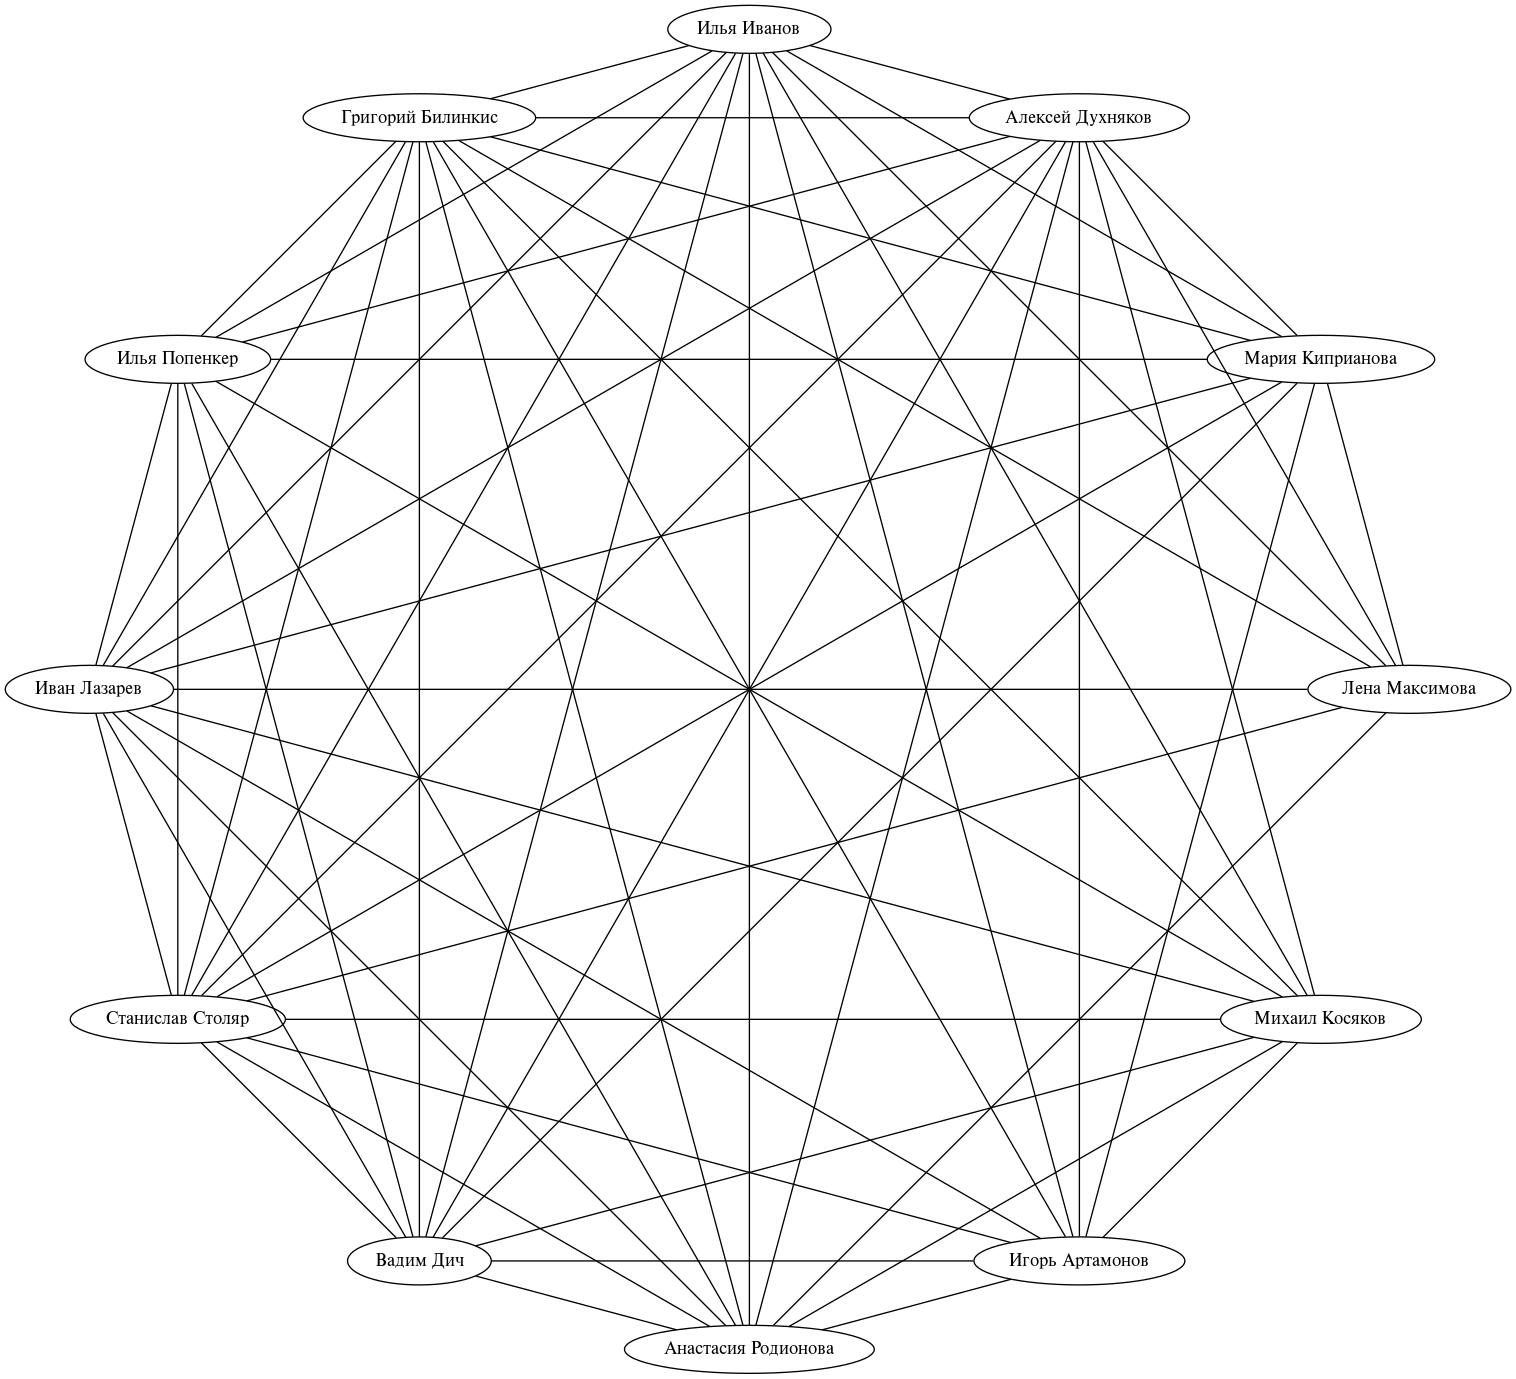 Илья Иванов
Григорий Билинкис
Алексей Духняков
Илья Попенкер
Мария Киприанова
Иван Лазарев
Лена Максимова
Станислав Столяр
Михаил Косяков
Вадим Дич
Игорь Артамонов
Анастасия Родионова